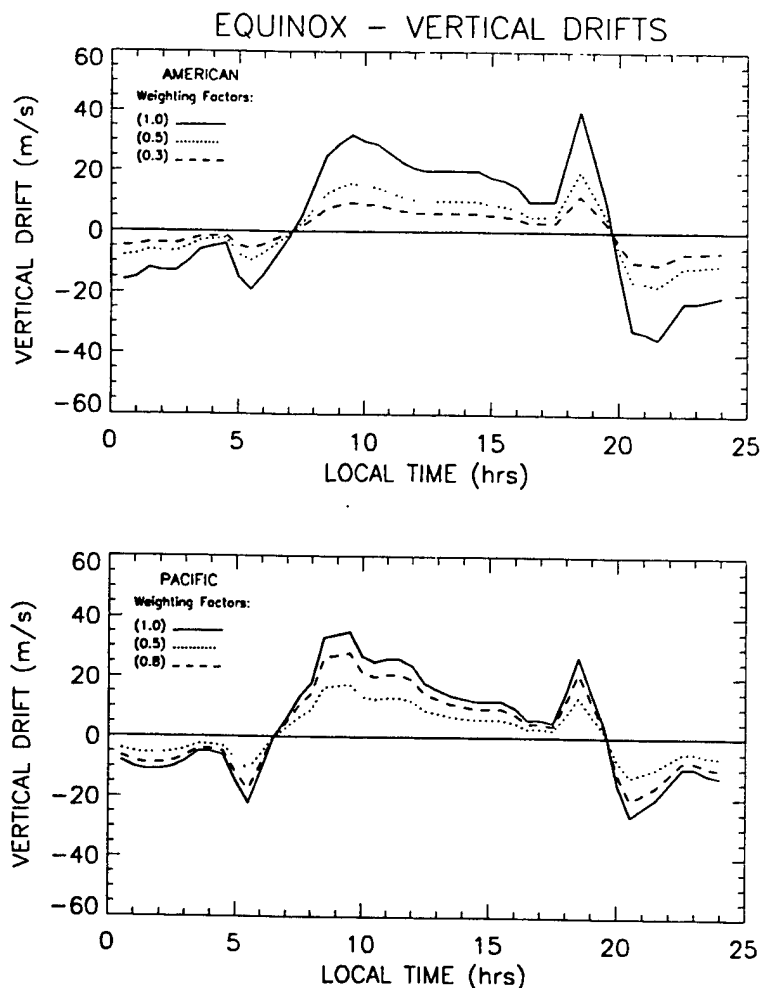 EQUINOX – VERTICAL DRIFTS
AMERICAN
Weighting Factors:
(1.0)
(0.5)
(0.3)
60
40
20
0
-20
-40
-60
VERTICAL DRIFT (m/s)
0 5 10 15 20 25
LOCAL TIME (hrs)
PACIFIC
Weighting Factors:
(1.0)
(0.5)
(0.8)
60
40
20
0
-20
-40
-60
VERTICAL DRIFT (m/s)
0 5 10 15 20 25
LOCAL TIME (hrs)